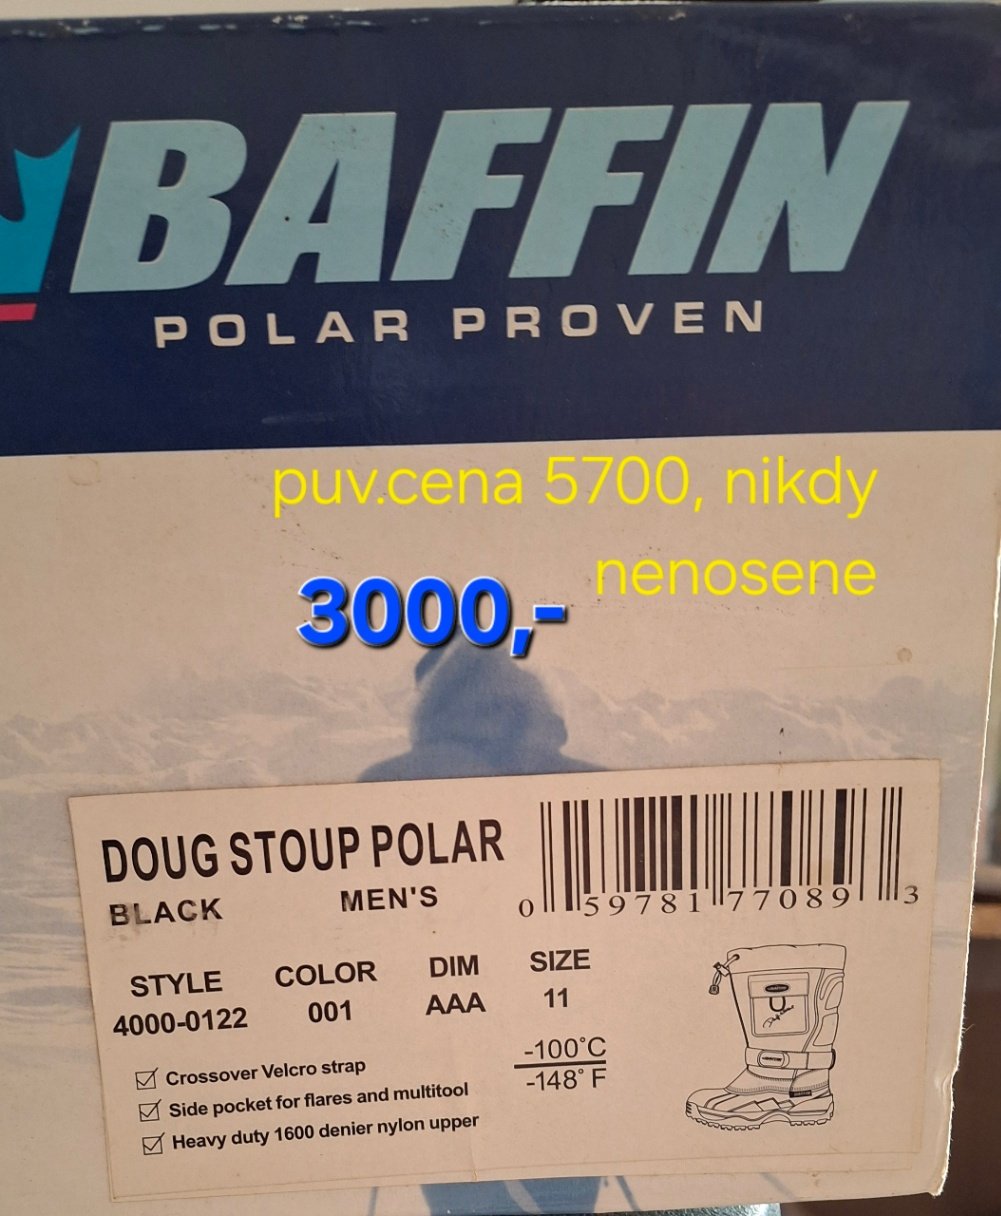 BAFFIN
POLAR PROVEN
puv.cena 5700, nikdy
nenosene
3000,-
DOUG STOUP POLAR
BLACK MEN'S
0 59781 77089 3
STYLE COLOR DIM SIZE
4000-0122 001 AAA 11
-100°C
-148°F
Crossover Velcro strap
Side pocket for flares and multitool
Heavy duty 1600 denier nylon upper